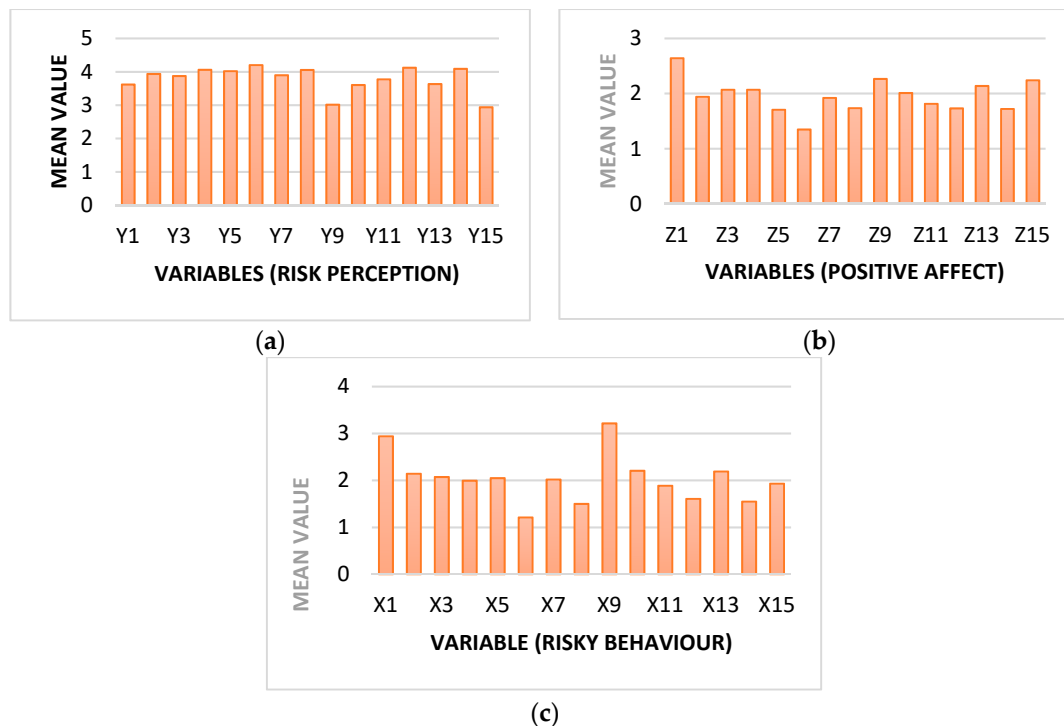 MEAN VALUE
5
4
3
2
1
0
Y1 Y3 Y5 Y7 Y9 Y11 Y13 Y15
VARIABLES (RISK PERCEPTION)
(a)
MEAN VALUE
3
2
1
0
Z1 Z3 Z5 Z7 Z9 Z11 Z13 Z15
VARIABLES (POSITIVE AFFECT)
(b)
MEAN VALUE
4
3
2
1
0
X1 X3 X5 X7 X9 X11 X13 X15
VARIABLE (RISKY BEHAVIOUR)
(c)